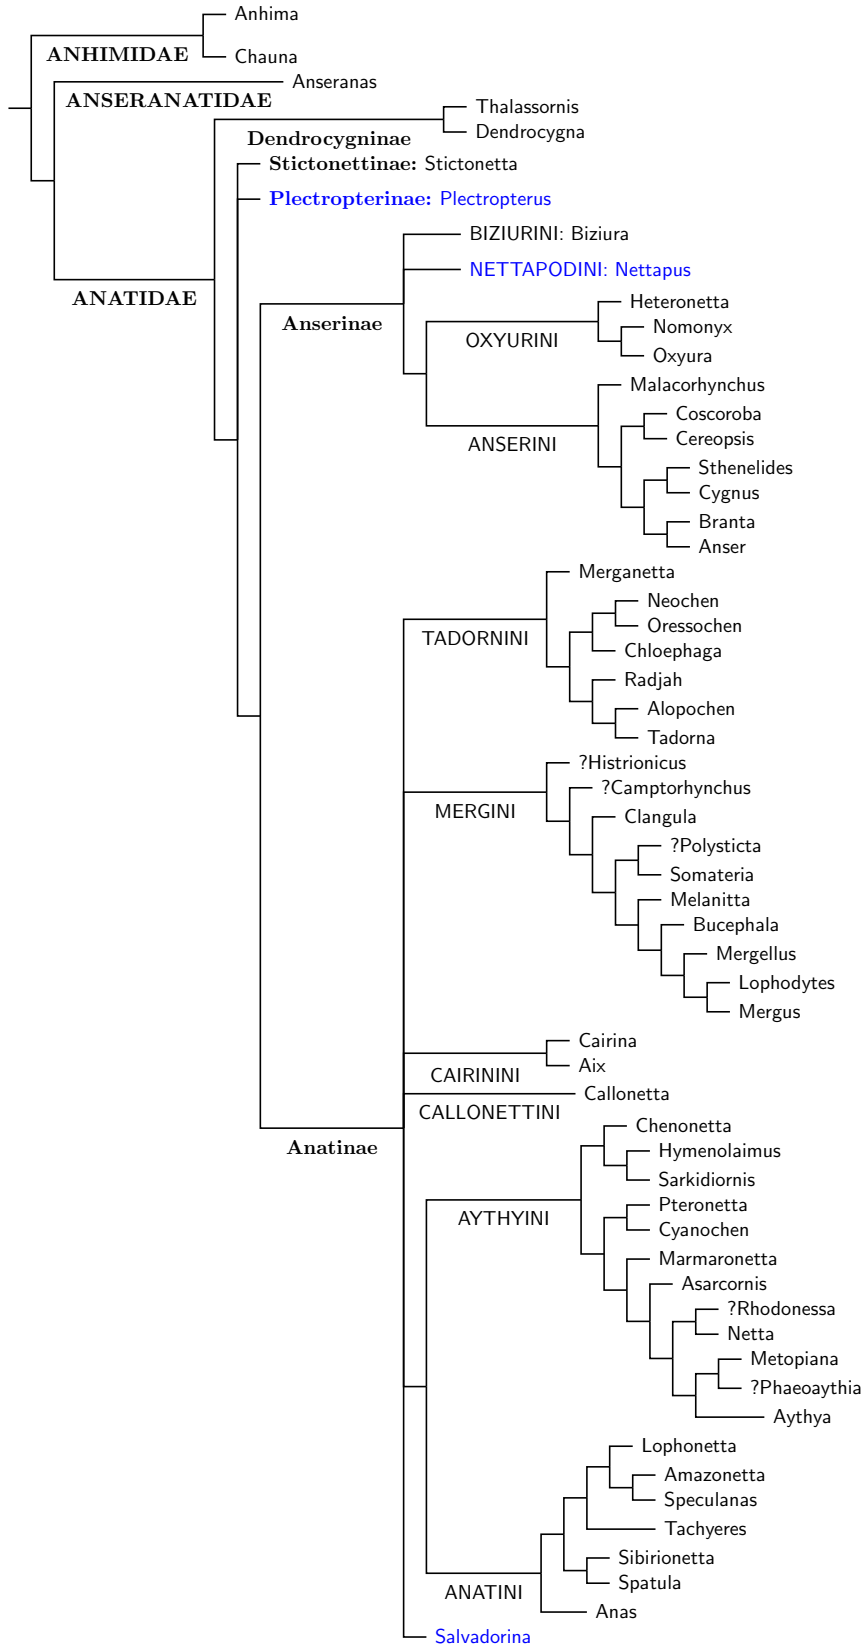 Anhima
ANHIMIDAE
Chauna
Anseranas
ANSERANATIDAE
Thalassornis
Dendrocygninae
Dendrocygna
Stictonettinae: Stictonetta
Plectropterinae: Plectropterus
BIZIURINI: Biziura
NETTAPODINI: Nettapus
ANATIDAE
Heteronetta
Anserinae
Nomonyx
OXYURINI
Oxyura
Malacorhynchus
Coscoroba
Cereopsis
ANSERINI
Sthenelides
Cygnus
Branta
Anser
Merganetta
Neochen
Oressochen
TADORNINI
Chloephaga
Radjah
Alopochen
Tadorna
?Histrionicus
?Camptorhynchus
MERGINI
Clangula
?Polysticta
Somateria
Melanitta
Bucephala
Mergellus
Lophodytes
Mergus
Cairina
Aix
CAIRININI
Callonetta
CALLONETTINI
Chenonetta
Anatinae
Hymenolaimus
Sarkidiornis
Pteronetta
AYTHYINI
Cyanochen
Marmaronetta
Asarcornis
?Rhodonessa
Netta
Metopiana
?Phaeoaythia
Aythya
Lophonetta
Amazonetta
Speculanas
Tachyeres
Sibirionetta
Spatula
ANATINI
Anas
Salvadorina